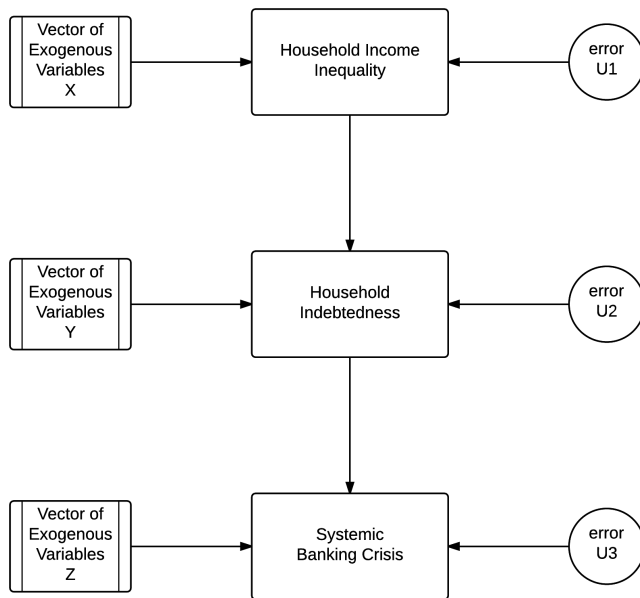 Vector of
Exogenous
Variables
X
Household Income
Inequality
error
U1
Vector of
Exogenous
Variables
Y
Household
Indebtedness
error
U2
Vector of
Exogenous
Variables
Z
Systemic
Banking Crisis
error
U3